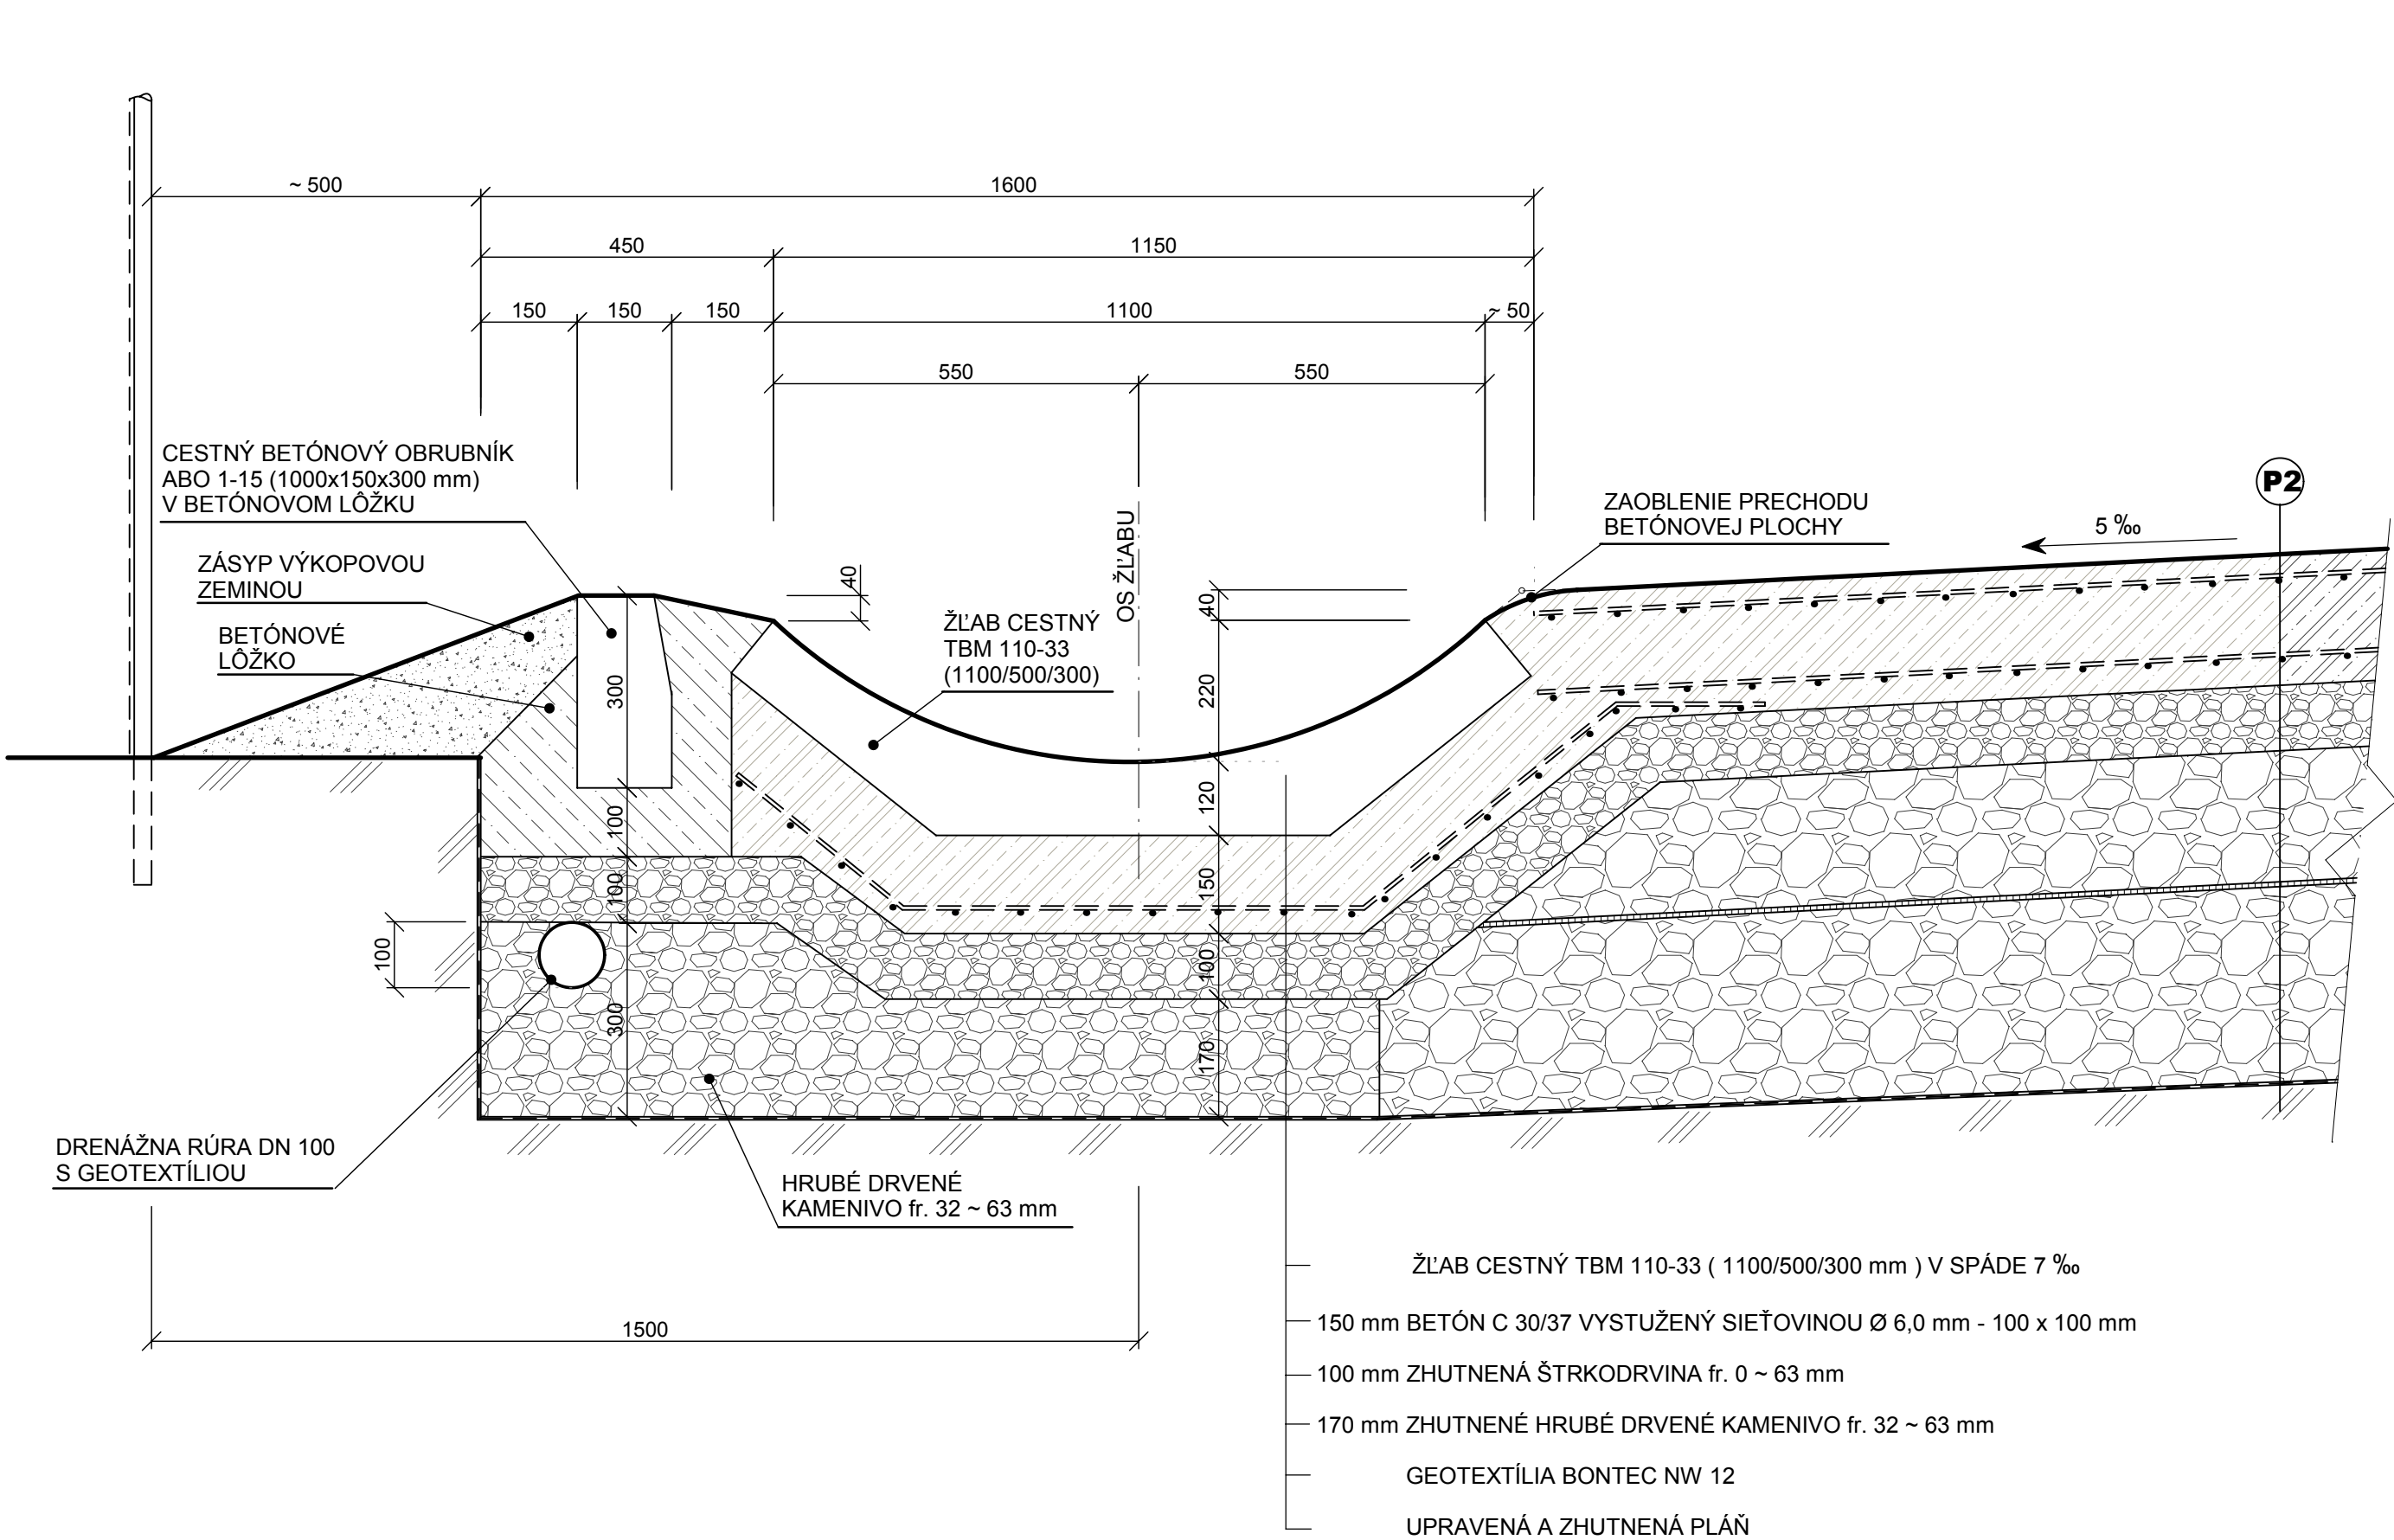 ~ 500
1600
450
1150
150
150
150
1100
~ 50
550
550
CESTNÝ BETÓNOVÝ OBRUBNÍK
ABO 1-15 (1000x150x300 mm)
V BETÓNOVOM LÔŽKU
ZÁSYP VÝKOPOVOU
ZEMINOU
BETÓNOVÉ
LÔŽKO
40
OS ŽĽABU
ŽĽAB CESTNÝ
TBM 110-33
(1100/500/300)
ZAOBLENIE PRECHODU
BETÓNOVEJ PLOCHY
5 ‰
P2
300
100
100
300
100
40
220
120
150
100
170
DRENÁŽNA RÚRA DN 100
S GEOTEXTÍLIOU
HRUBÉ DRVENÉ
KAMENIVO fr. 32 ~ 63 mm
1500
ŽĽAB CESTNÝ TBM 110-33 ( 1100/500/300 mm ) V SPÁDE 7 ‰
150 mm BETÓN C 30/37 VYSTUŽENÝ SIEŤOVINOU Ø 6,0 mm - 100 x 100 mm
100 mm ZHUTNENÁ ŠTRKODRVINA fr. 0 ~ 63 mm
170 mm ZHUTNENÉ HRUBÉ DRVENÉ KAMENIVO fr. 32 ~ 63 mm
GEOTEXTÍLIA BONTEC NW 12
UPRAVENÁ A ZHUTNENÁ PLÁŇ